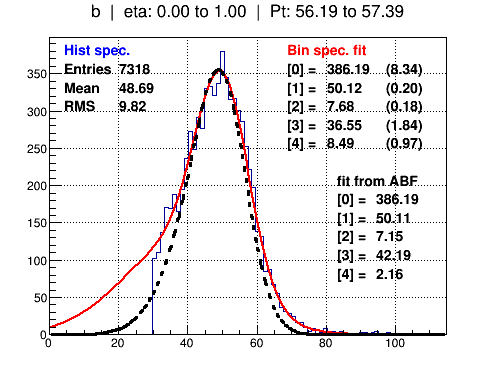 b | eta: 0.00 to 1.00 | Pt: 56.19 to 57.39
Hist spec.
Entries 7318
Mean 48.69
RMS 9.82
Bin spec. fit
[0] = 386.19 (8.34)
[1] = 50.12 (0.20)
[2] = 7.68 (0.18)
[3] = 36.55 (1.84)
[4] = 8.49 (0.97)
fit from ABF
[0] = 386.19
[1] = 50.11
[2] = 7.15
[3] = 42.19
[4] = 2.16
350
300
250
200
150
100
50
0
0 20 40 60 80 100